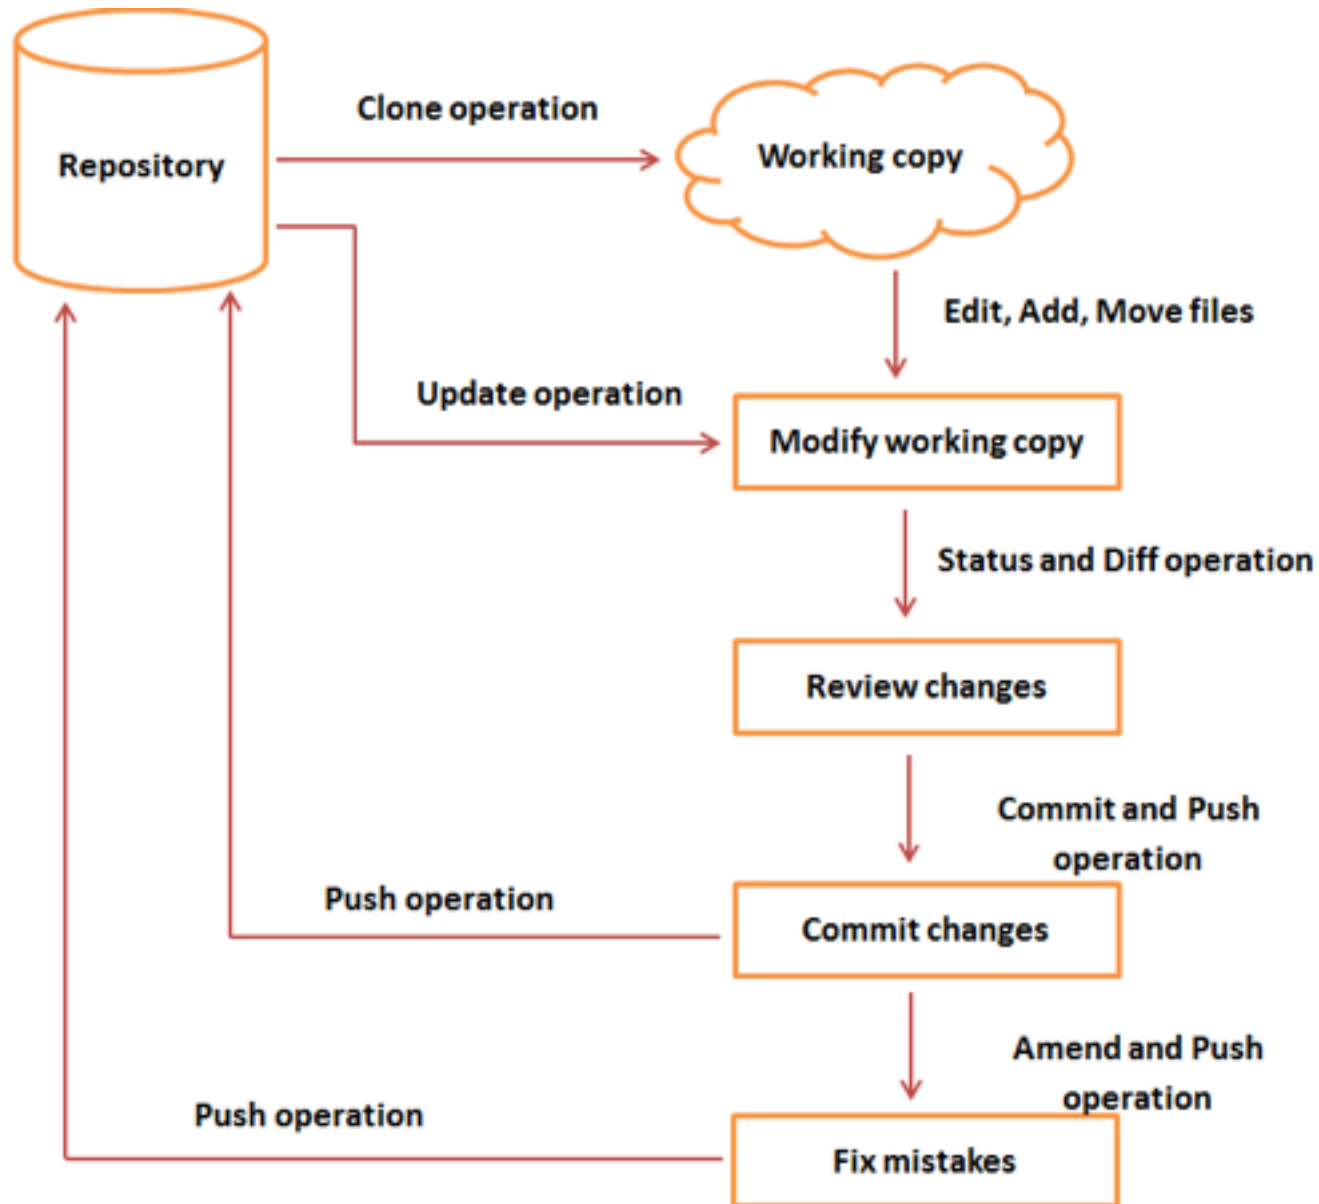 Clone operation
Repository
Working copy
Edit, Add, Move files
Update operation
Modify working copy
Status and Diff operation
Review changes
Commit and Push
operation
Push operation
Commit changes
Amend and Push
operation
Push operation
Fix mistakes